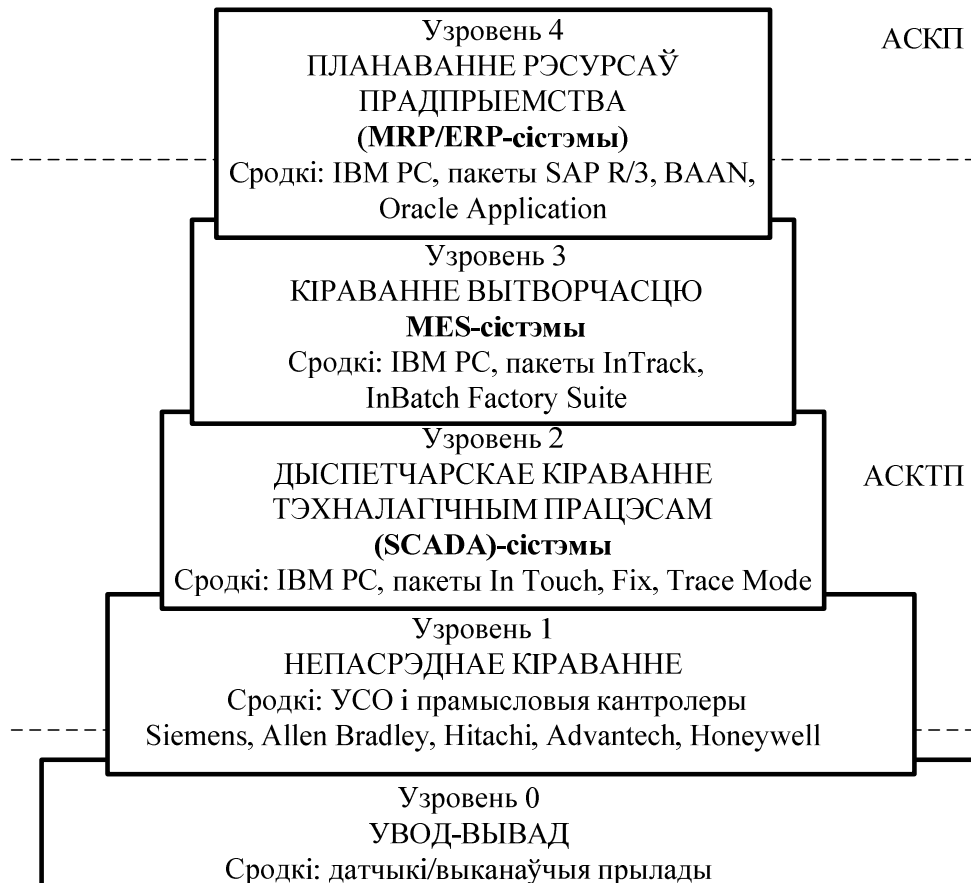 Узровень 4
АСКП
ПЛАНАВАННЕ РЭСУРСАЎ
ПРАДПРЫЕМСТВА
(MRP/ERP-сістэмы)
Сродкі: IBM PC, пакеты SAP R/3, BAAN,
Oracle Application
Узровень 3
КІРАВАННЕ ВЫТВОРЧАСЦЮ
MES-сістэмы
Сродкі: IBM PC, пакеты InTrack,
InBatch Factory Suite
Узровень 2
ДЫСПЕТЧАРСКАЕ КІРАВАННЕ
АСКТП
ТЭХНАЛАГІЧНЫМ ПРАЦЭСАМ
(SCADA)-сістэмы
Сродкі: IBM PC, пакеты In Touch, Fix, Trace Mode
Узровень 1
НЕПАСРЭДНАЕ КІРАВАННЕ
Сродкі: УСО і прамысловыя кантролеры
Siemens, Allen Bradley, Hitachi, Advantech, Honeywell
Узровень 0
УВОД-ВЫВАД
Сродкі: датчыкі/выканаўчыя прылады